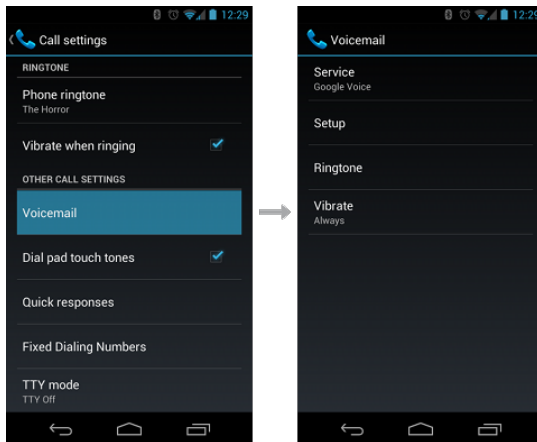 12:29
Call settings
RINGTONE
Phone ringtone
The Horror
Vibrate when ringing
OTHER CALL SETTINGS
Voicemail
Dial pad touch tones
Quick responses
Fixed Dialing Numbers
TTY mode
TTY Off
12:29
Voicemail
Service
Google Voice
Setup
Ringtone
Vibrate
Always